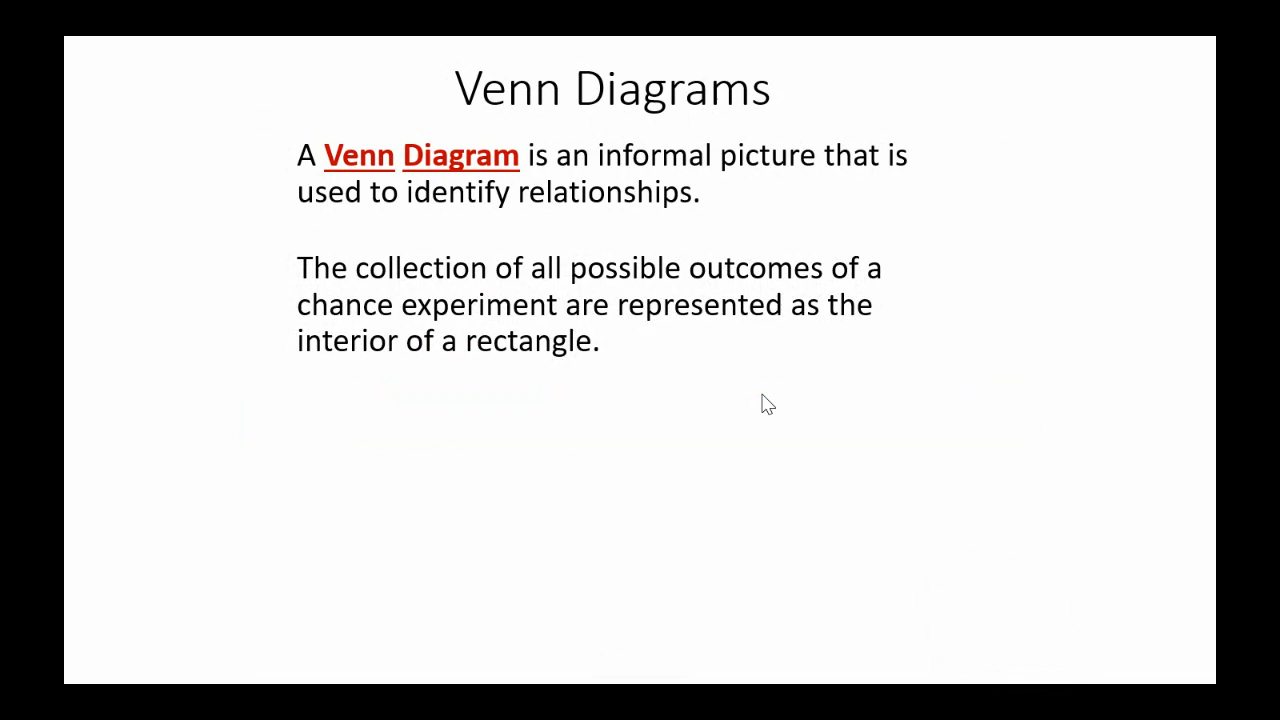 Venn Diagrams
A Venn Diagram is an informal picture that is
used to identify relationships.
The collection of all possible outcomes of a
chance experiment are represented as the
interior of a rectangle.